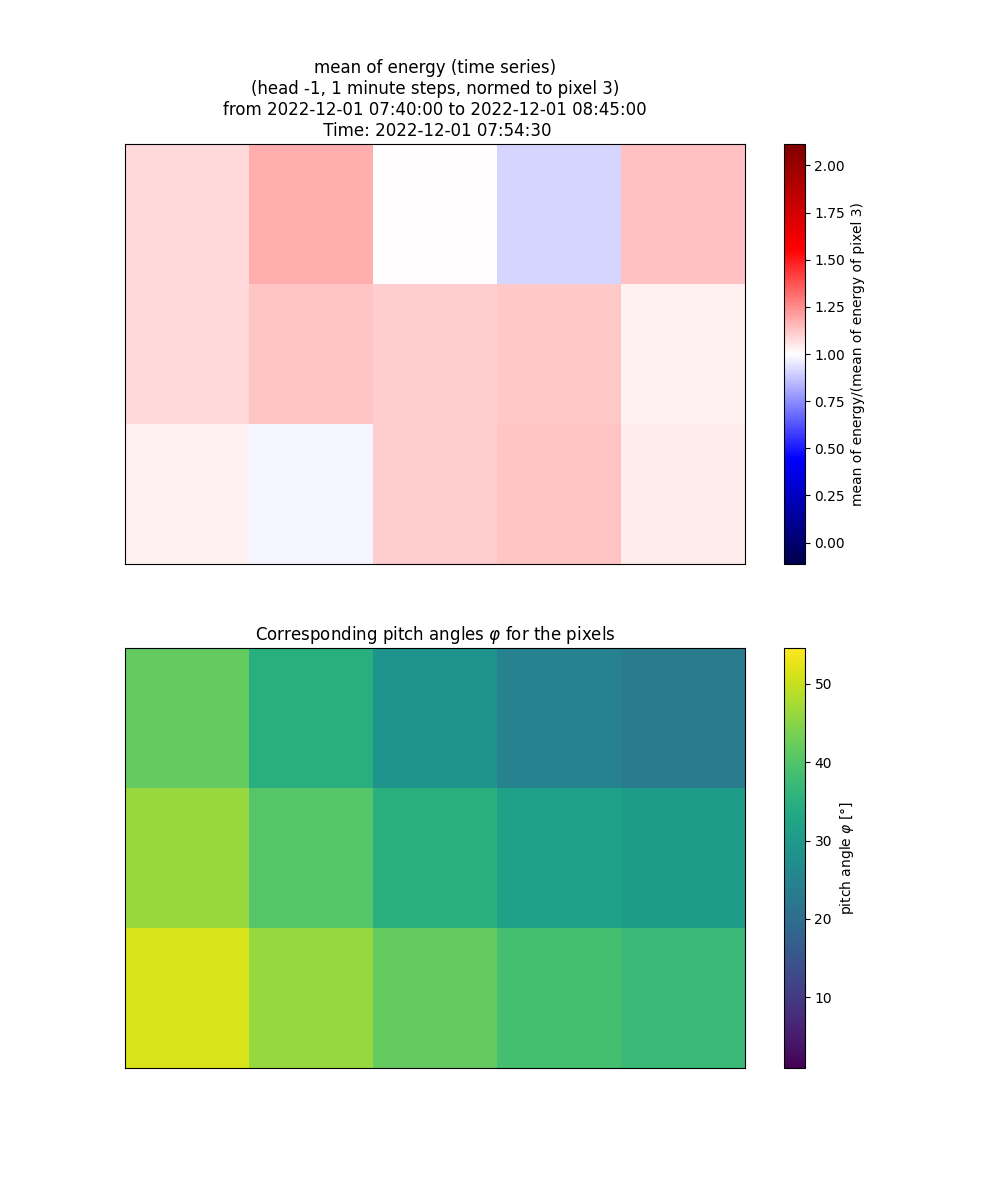 mean of energy (time series)
(head -1, 1 minute steps, normed to pixel 3)
from 2022-12-01 07:40:00 to 2022-12-01 08:45:00
Time: 2022-12-01 07:54:30
2.00
1.75
1.50
1.25
1.00
0.75
0.50
0.25
0.00
mean of energy/(mean of energy of pixel 3)
Corresponding pitch angles φ for the pixels
50
40
30
20
10
pitch angle φ [°]